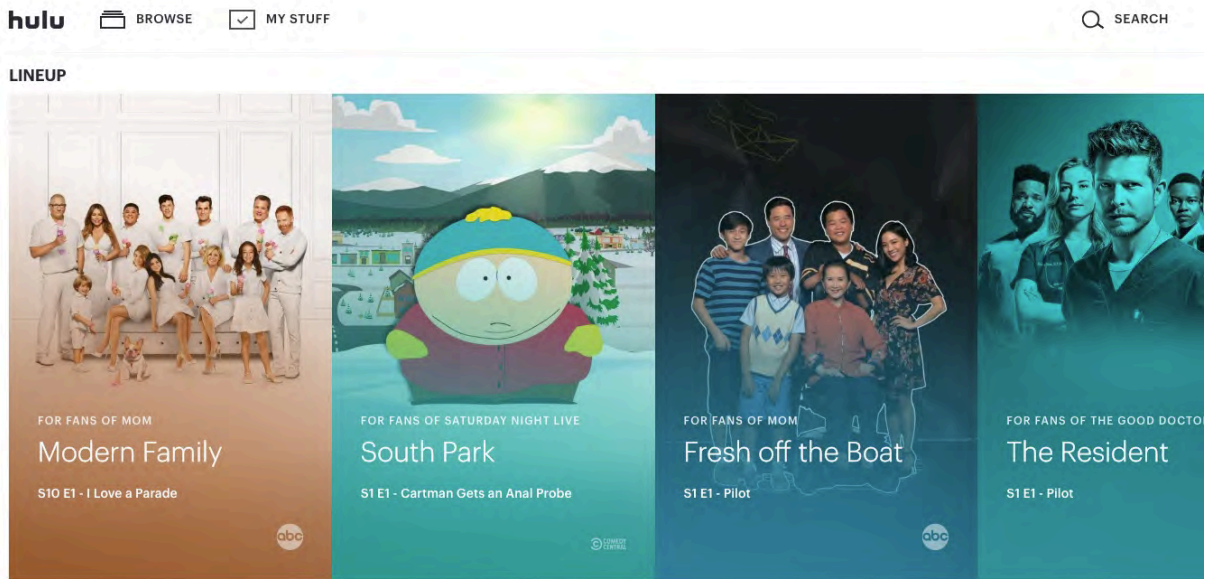 hulu
BROWSE
MY STUFF
SEARCH
LINEUP
FOR FANS OF MOM
Modern Family
S10 E1 - I Love a Parade
abc
FOR FANS OF SATURDAY NIGHT LIVE
South Park
S1 E1 - Cartman Gets an Anal Probe
COMEDY
CENTRAL
FOR FANS OF MOM
Fresh off the Boat
S1 E1 - Pilot
abc
FOR FANS OF THE GOOD DOCTO
The Resident
S1 E1 - Pilot